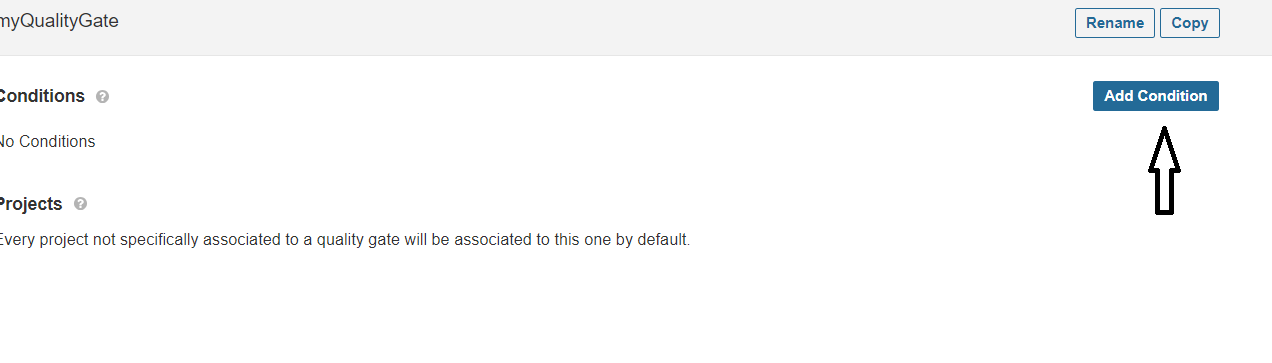 myQualityGate
Rename Copy
Conditions ?
Add Condition
No Conditions
Projects ?
Every project not specifically associated to a quality gate will be associated to this one by default.